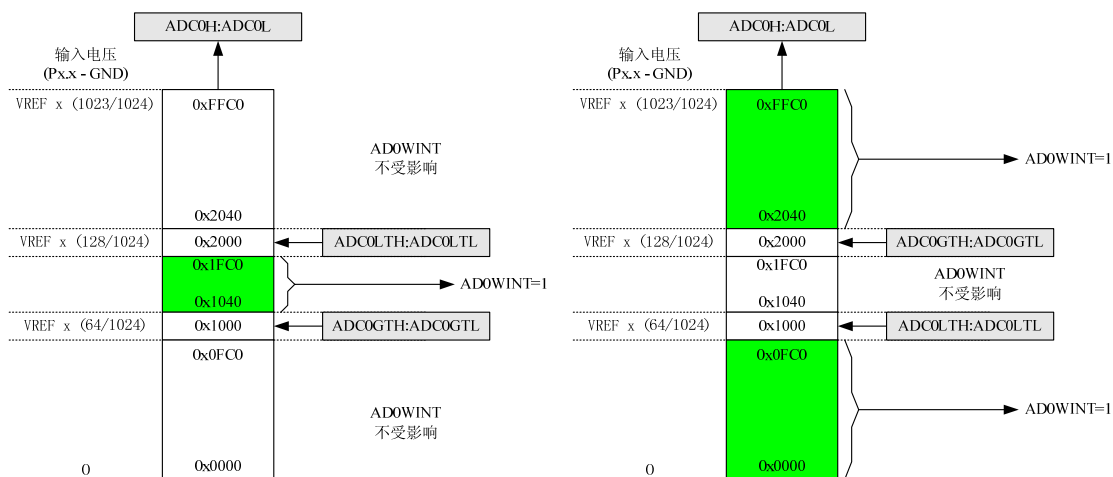 ADC0H:ADC0L
输入电压
(Px.x - GND)
VREF x (1023/1024)
0xFFC0
AD0WINT
不受影响
0x2040
VREF x (128/1024)
0x2000
ADC0LTH:ADC0LTL
0x1FC0
AD0WINT=1
0x1040
VREF x (64/1024)
0x1000
ADC0GTH:ADC0GTL
0x0FC0
AD0WINT
不受影响
0
0x0000
ADC0H:ADC0L
输入电压
(Px.x - GND)
VREF x (1023/1024)
0xFFC0
AD0WINT=1
0x2040
VREF x (128/1024)
0x2000
ADC0GTH:ADC0GTL
0x1FC0
AD0WINT
不受影响
0x1040
VREF x (64/1024)
0x1000
ADC0LTH:ADC0LTL
0x0FC0
AD0WINT=1
0
0x0000